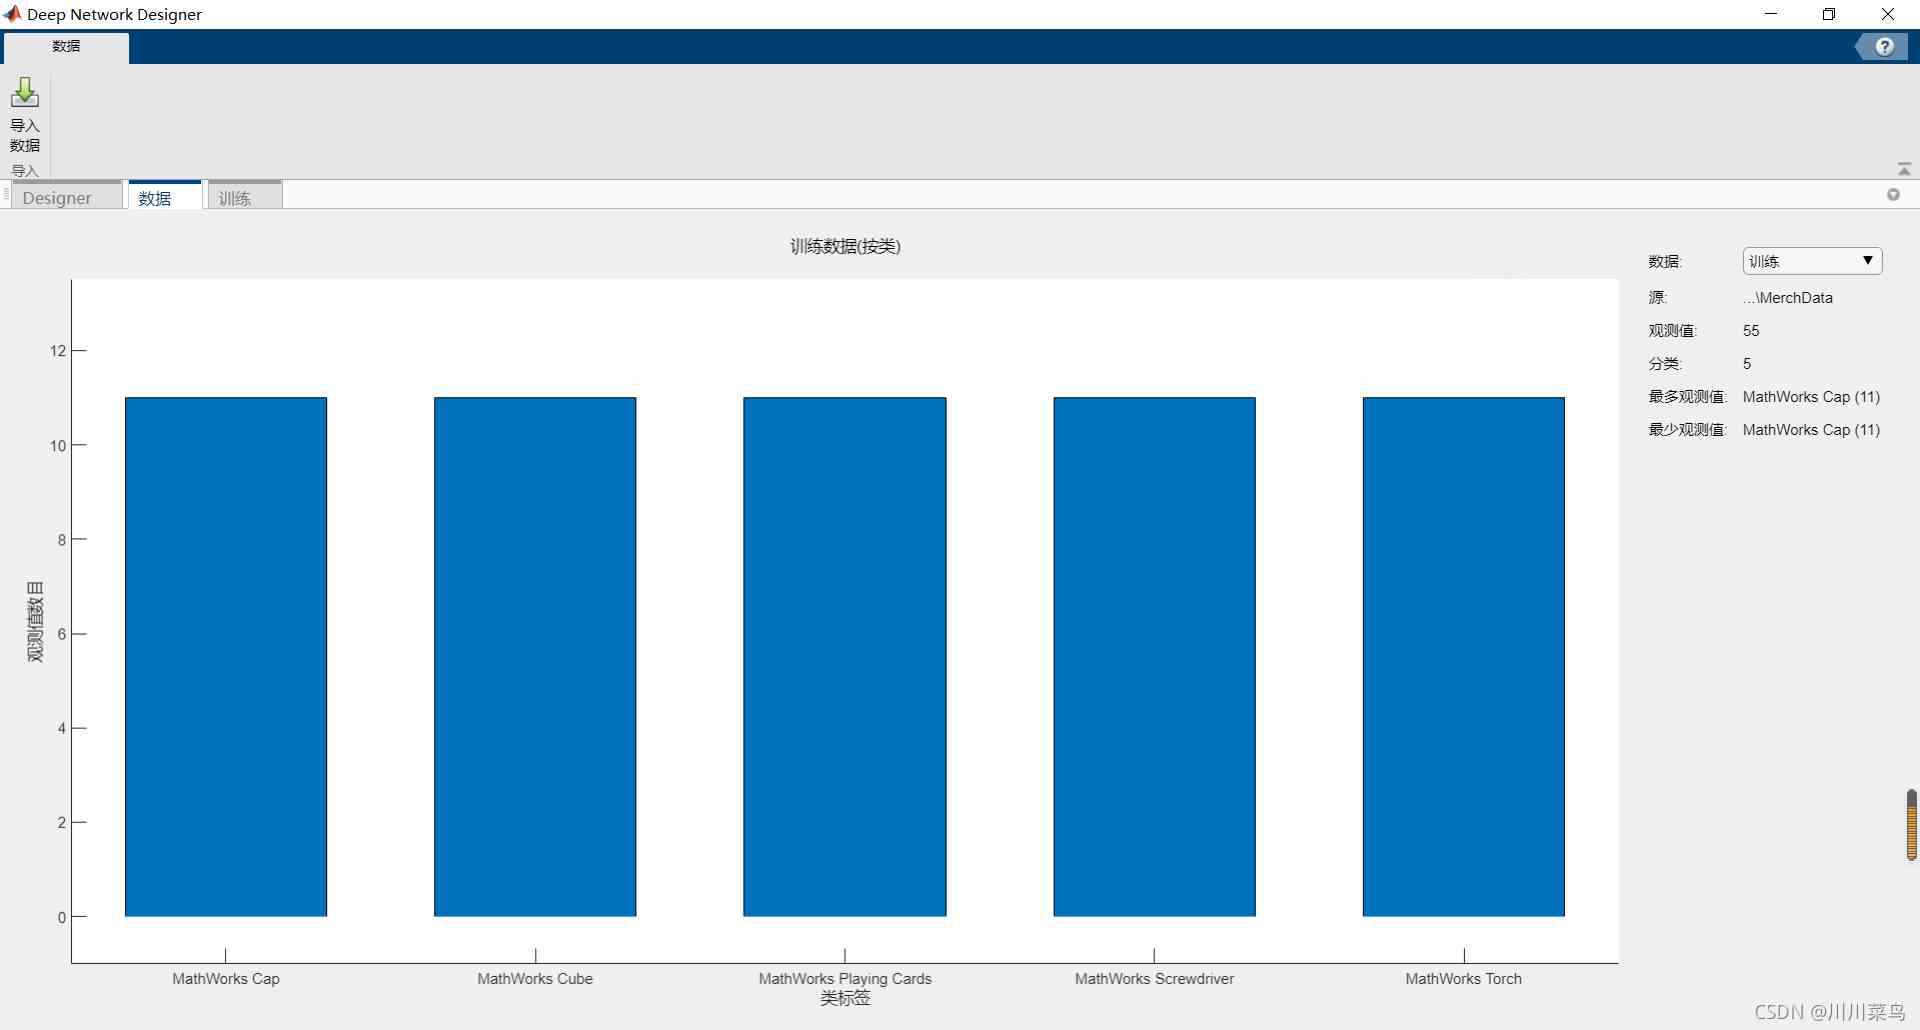 Deep Network Designer
数据
?
导入
数据
导入
Designer
数据
训练
训练数据(按类)
数据:
训练
源:
...\MerchData
观测值:
55
分类:
5
最多观测值:
MathWorks Cap (11)
最少观测值:
MathWorks Cap (11)
观测值数目
12
10
8
6
4
2
0
MathWorks Cap
MathWorks Cube
MathWorks Playing Cards
MathWorks Screwdriver
MathWorks Torch
类标签
CSDN @川川菜鸟